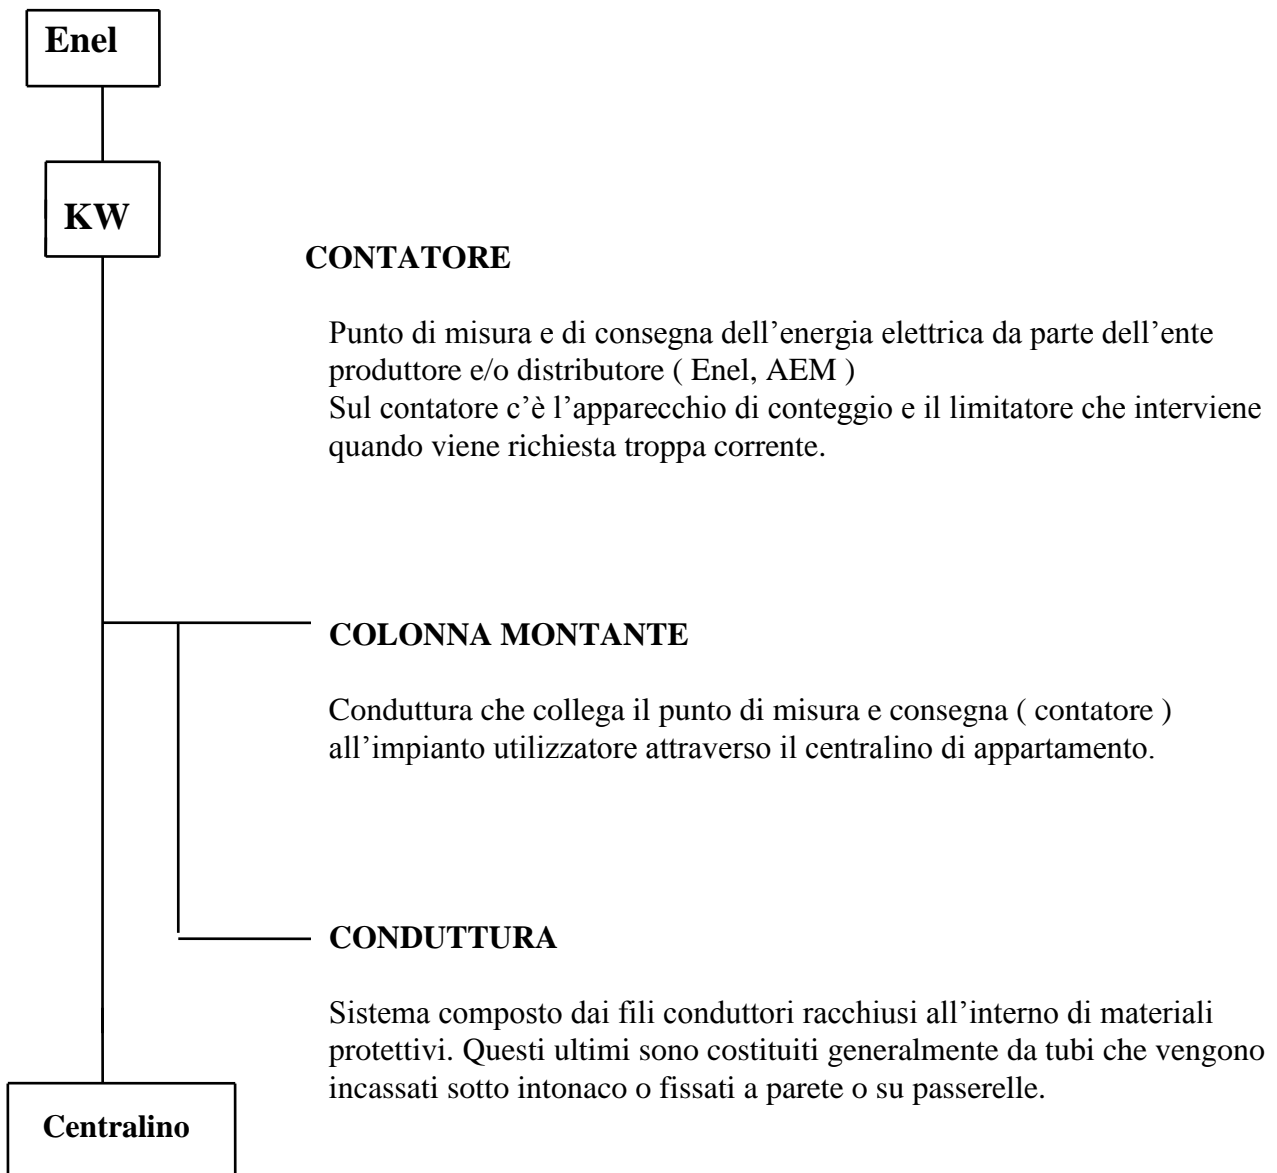 Enel
KW
CONTATORE
Punto di misura e di consegna dell’energia elettrica da parte dell’ente
produttore e/o distributore ( Enel, AEM )
Sul contatore c’è l’apparecchio di conteggio e il limitatore che interviene
quando viene richiesta troppa corrente.
COLONNA MONTANTE
Conduttura che collega il punto di misura e consegna ( contatore )
all’impianto utilizzatore attraverso il centralino di appartamento.
CONDUTTURA
Sistema composto dai fili conduttori racchiusi all’interno di materiali
protettivi. Questi ultimi sono costituiti generalmente da tubi che vengono
incassati sotto intonaco o fissati a parete o su passerelle.
Centralino